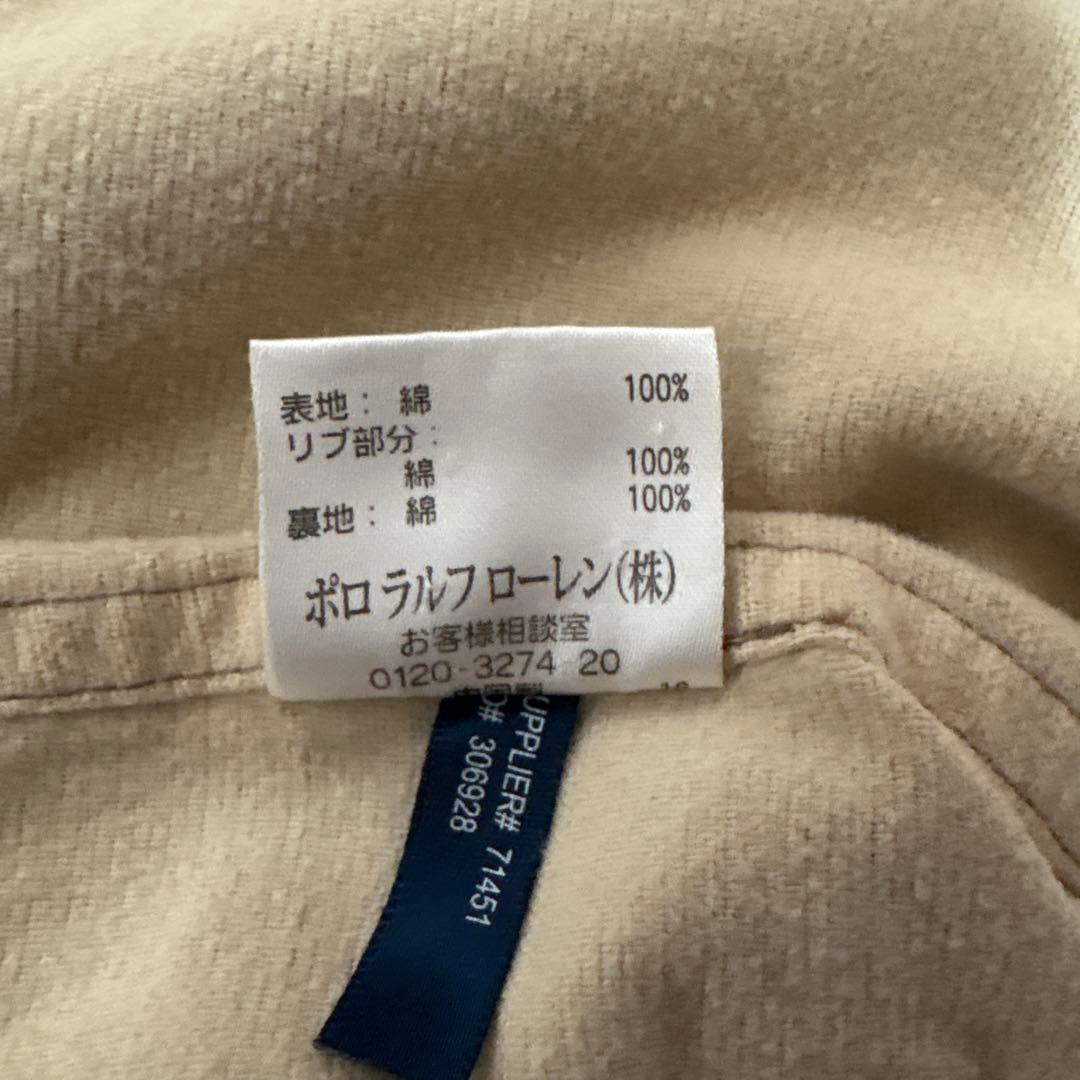 表地： 綿 100%
リブ部分：
綿 100%
裏地： 綿 100%
ポロ ラルフ ローレン(株)
お客様相談室
0120-3274-20
SUPPLIER# 71451
306928